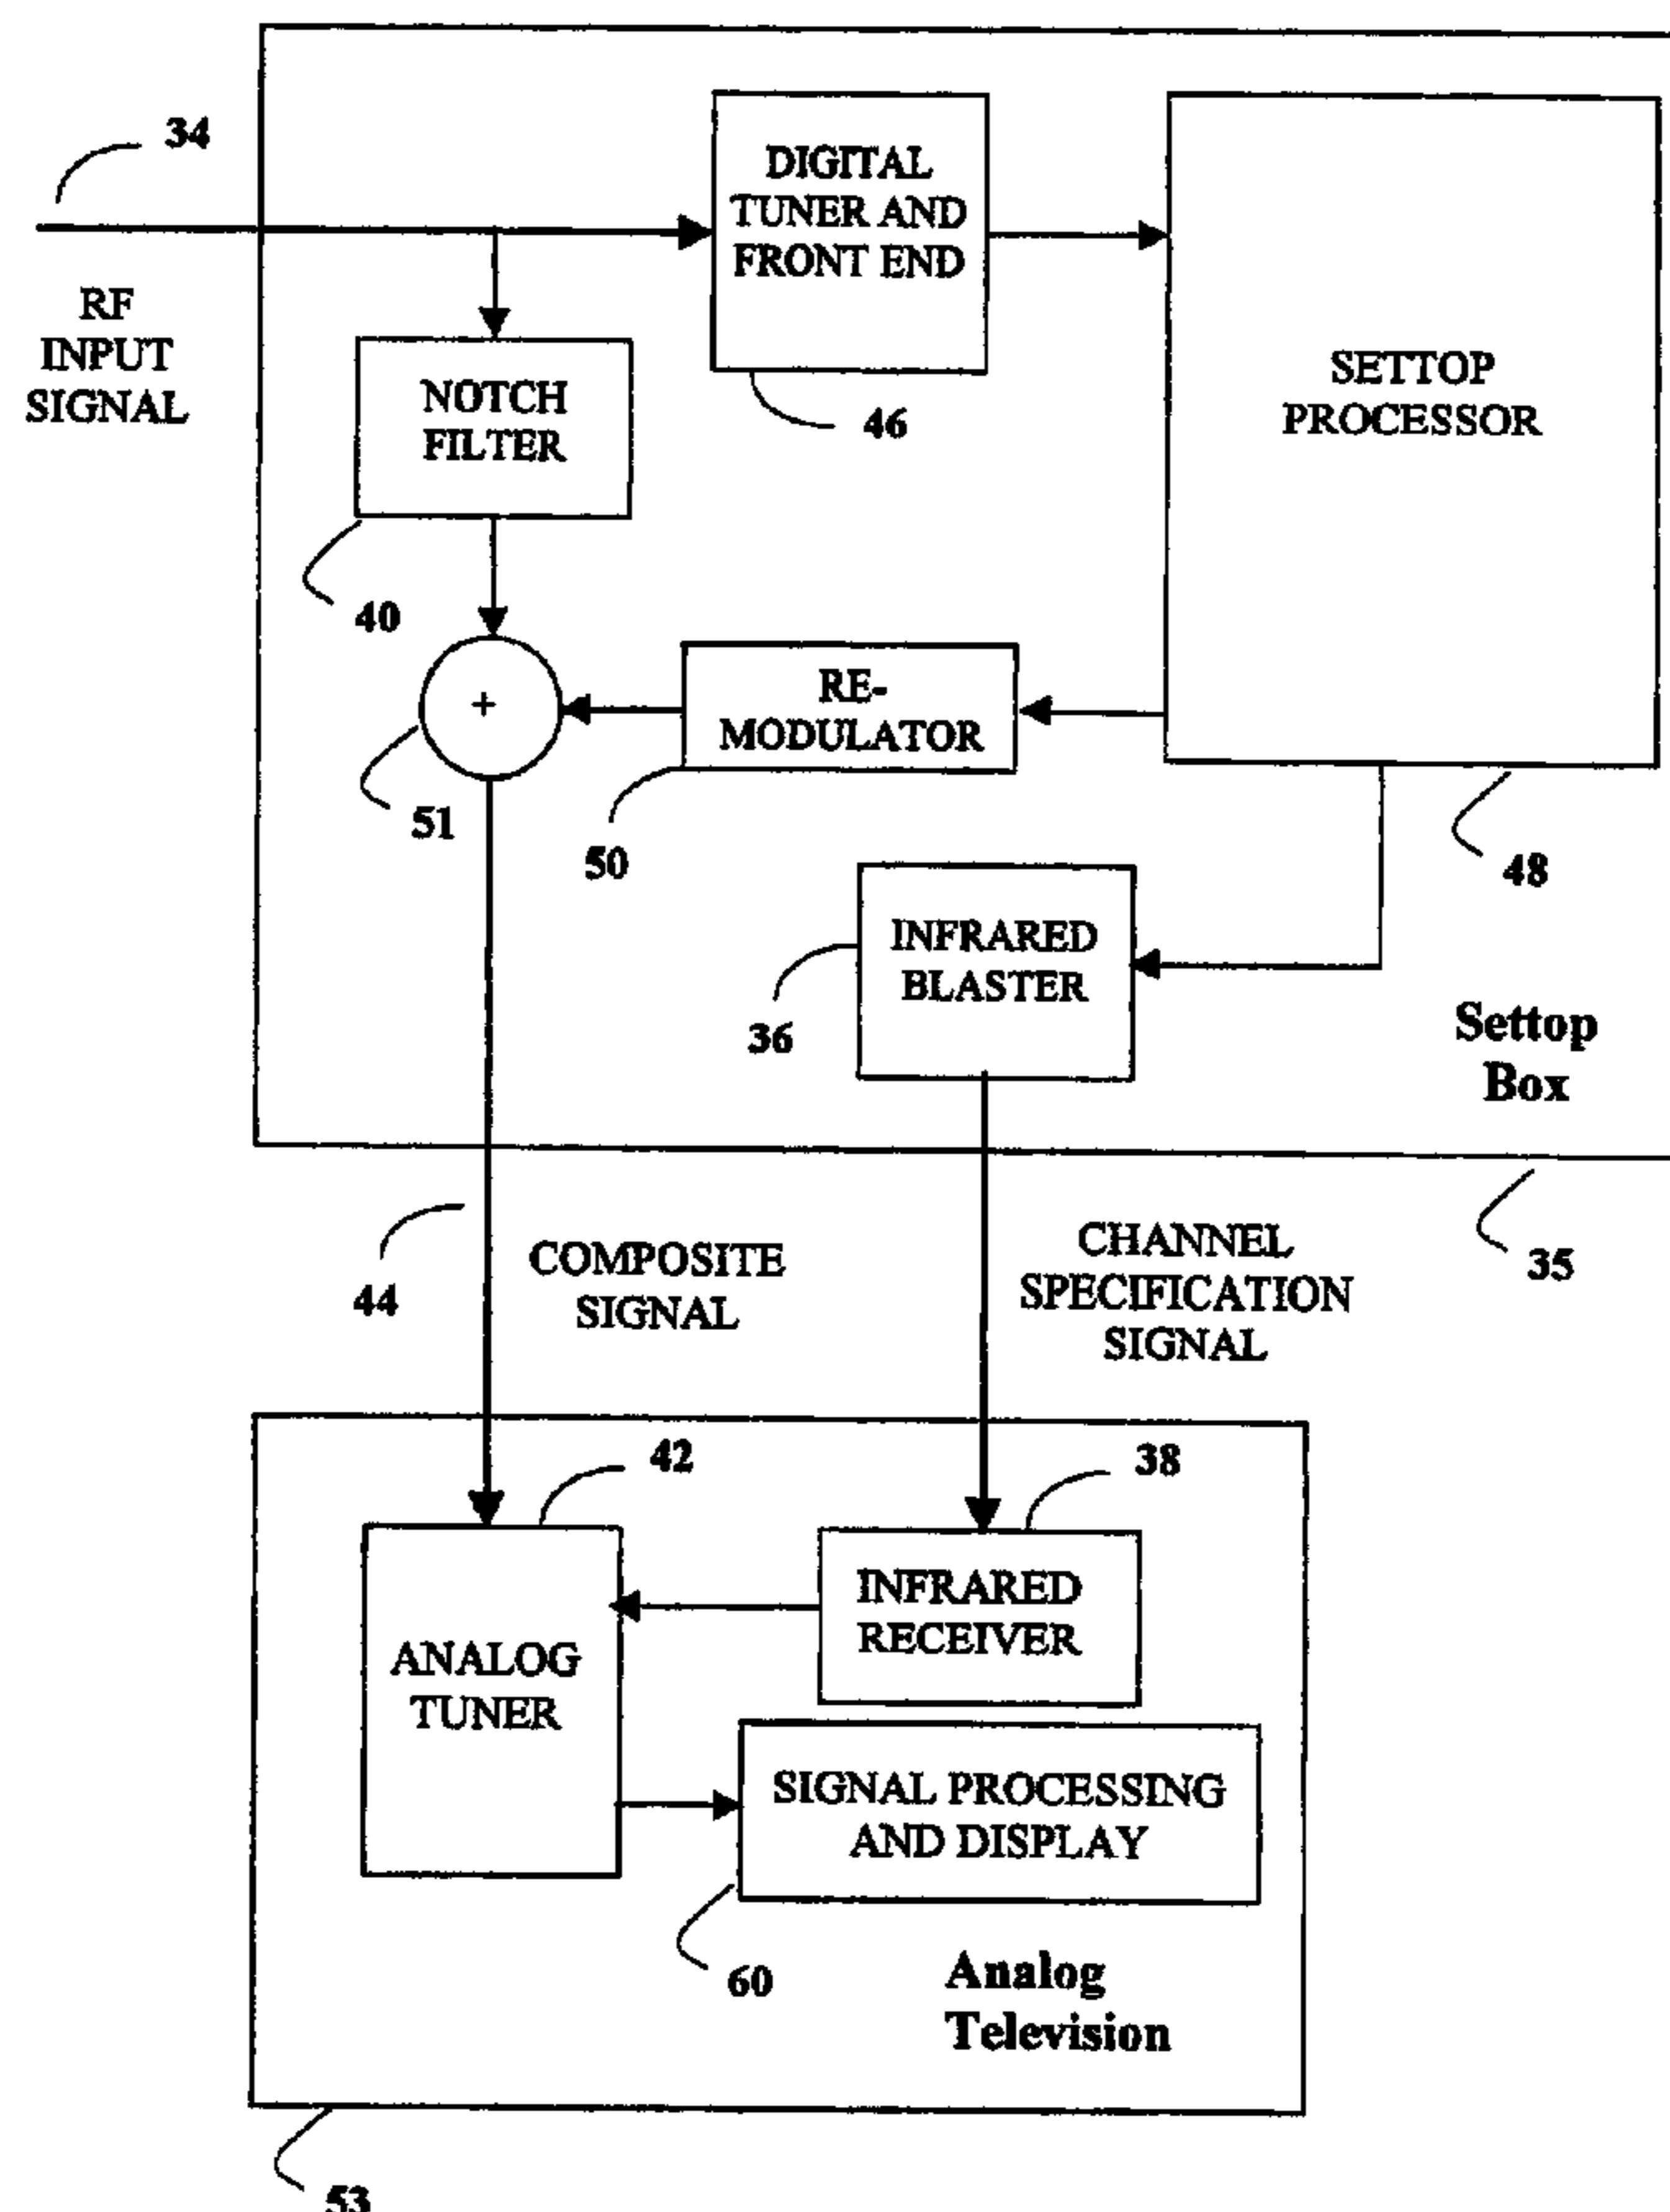 34
RF
INPUT
SIGNAL
DIGITAL
TUNER AND
FRONT END
46
SETTOP
PROCESSOR
NOTCH
FILTER
40
+
51
RE-
MODULATOR
50
48
INFRARED
BLASTER
36
Settop
Box
35
44
COMPOSITE
SIGNAL
CHANNEL
SPECIFICATION
SIGNAL
42
38
ANALOG
TUNER
INFRARED
RECEIVER
SIGNAL PROCESSING
AND DISPLAY
60
Analog
Television
53